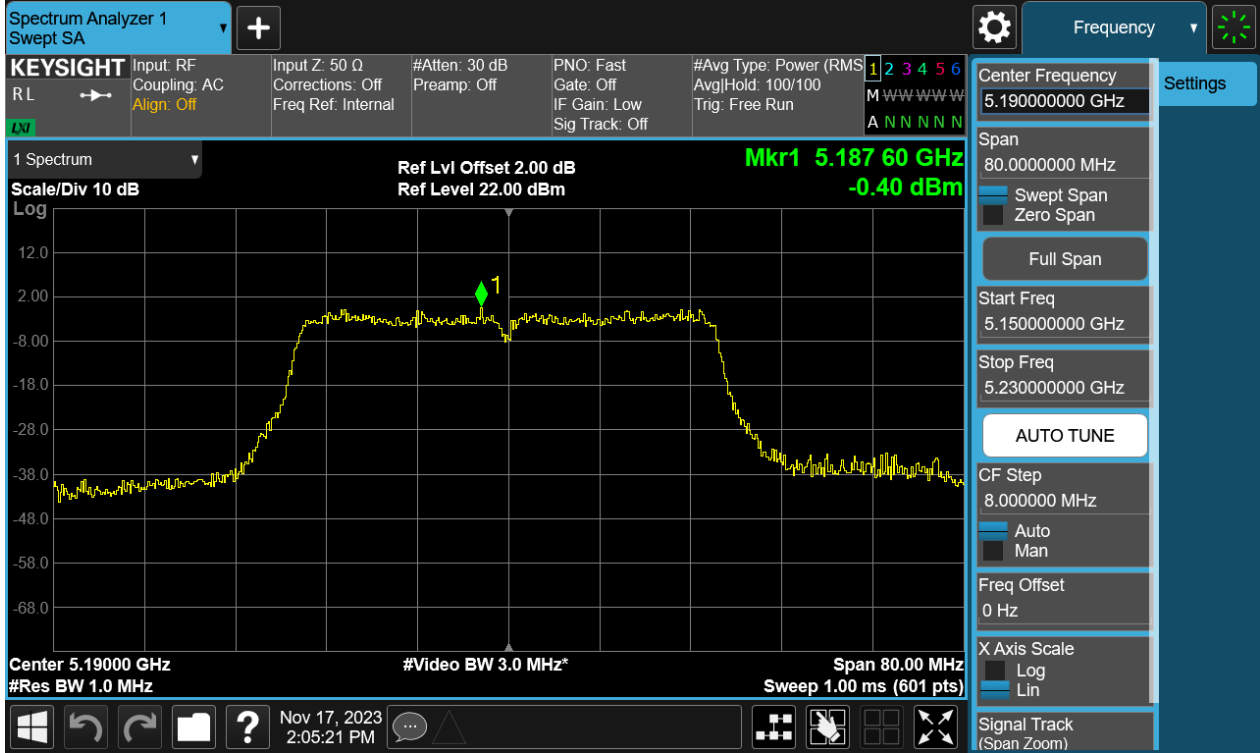 Spectrum Analyzer 1
Swept SA
+
Frequency
KEYSIGHT
R L
LXI
Input: RF
Coupling: AC
Align: Off
Input Z: 50 Ω
Corrections: Off
Freq Ref: Internal
#Atten: 30 dB
Preamp: Off
PNO: Fast
Gate: Off
IF Gain: Low
Sig Track: Off
#Avg Type: Power (RMS
Avg|Hold: 100/100
Trig: Free Run
1 2 3 4 5 6
M W W W W W
A N N N N N
1 Spectrum
Scale/Div 10 dB
Log
Ref Lvl Offset 2.00 dB
Ref Level 22.00 dBm
Mkr1 5.187 60 GHz
-0.40 dBm
1
12.0
2.00
-8.00
-18.0
-28.0
-38.0
-48.0
-58.0
-68.0
Center 5.19000 GHz
#Res BW 1.0 MHz
#Video BW 3.0 MHz*
Span 80.00 MHz
Sweep 1.00 ms (601 pts)
Center Frequency
5.190000000 GHz
Span
80.0000000 MHz
Swept Span
Zero Span
Full Span
Start Freq
5.150000000 GHz
Stop Freq
5.230000000 GHz
AUTO TUNE
CF Step
8.000000 MHz
Auto
Man
Freq Offset
0 Hz
X Axis Scale
Log
Lin
Signal Track
(Span Zoom)
Settings
?
Nov 17, 2023
2:05:21 PM